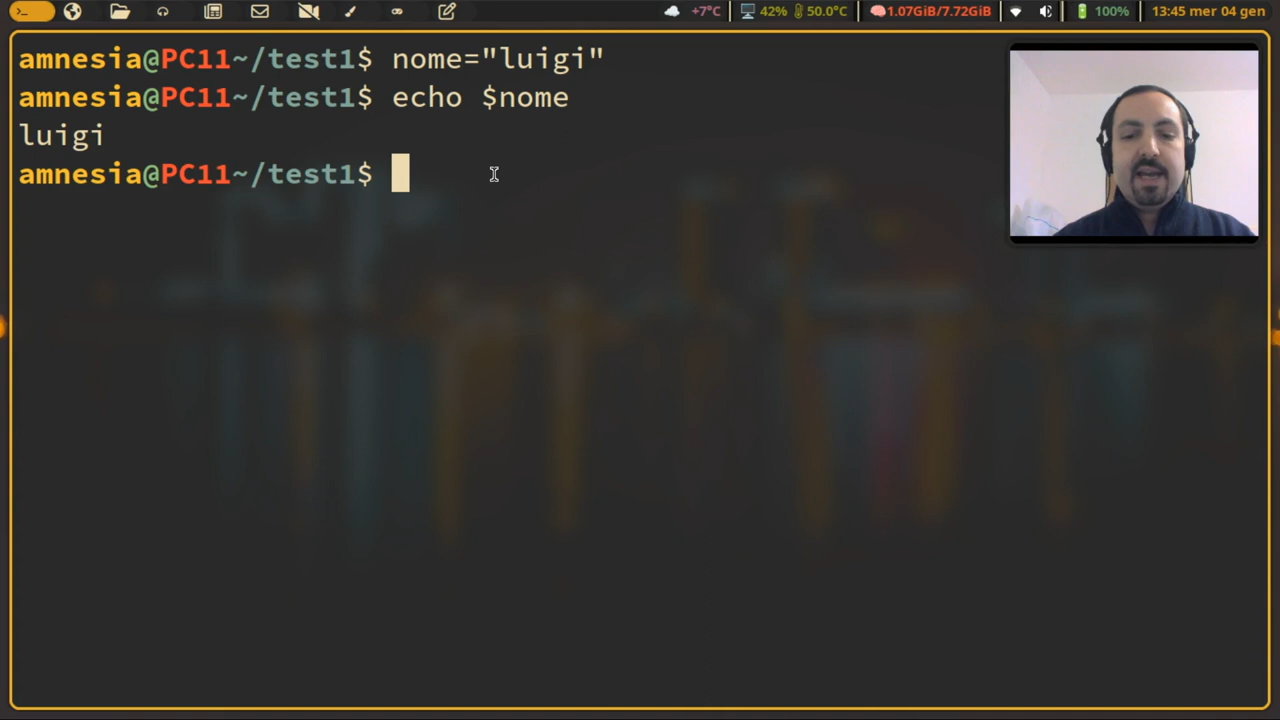 +7°C 42% 50.0°C 1.07GiB/7.72GiB 100% 13:45 mer 04 gen
amnesia@PC11~/test1$ nome="luigi"
amnesia@PC11~/test1$ echo $nome
luigi
amnesia@PC11~/test1$